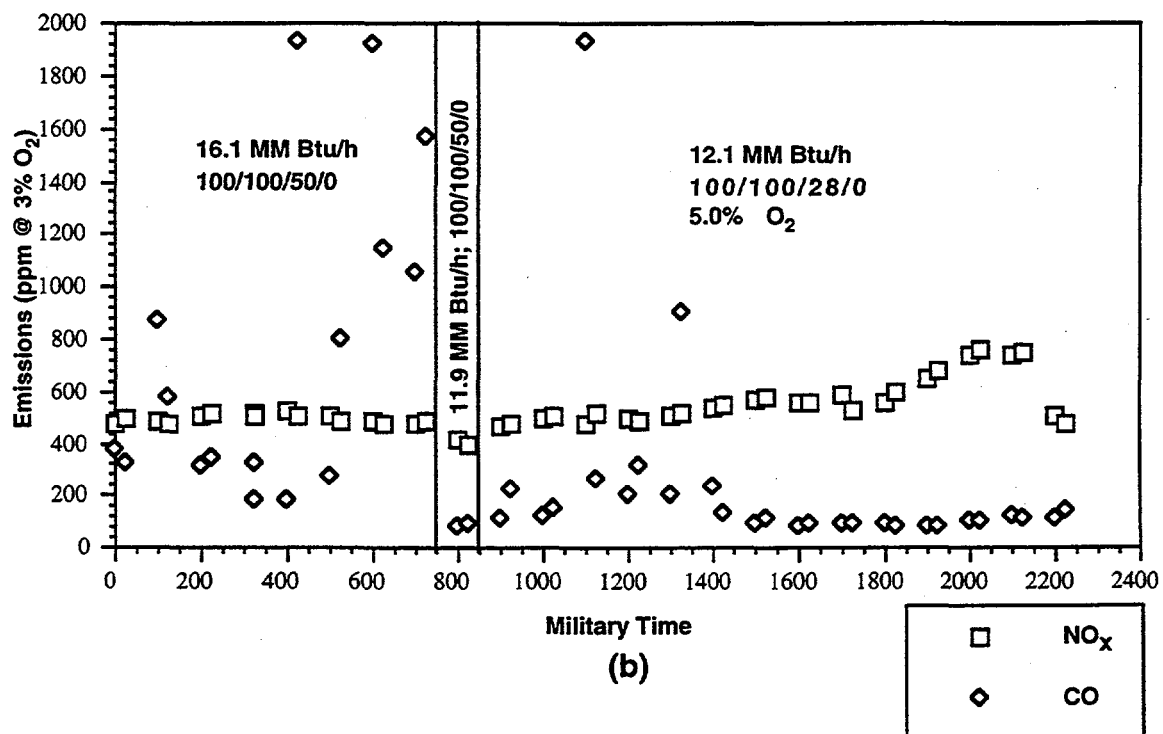 Emissions (ppm @ 3% O₂)
2000
1800
1600
1400
1200
1000
800
600
400
200
0
16.1 MM Btu/h
100/100/50/0
11.9 MM Btu/h; 100/100/50/0
12.1 MM Btu/h
100/100/28/0
5.0% O₂
0 200 400 600 800 1000 1200 1400 1600 1800 2000 2200 2400
Military Time
(b)
NOₓ
CO